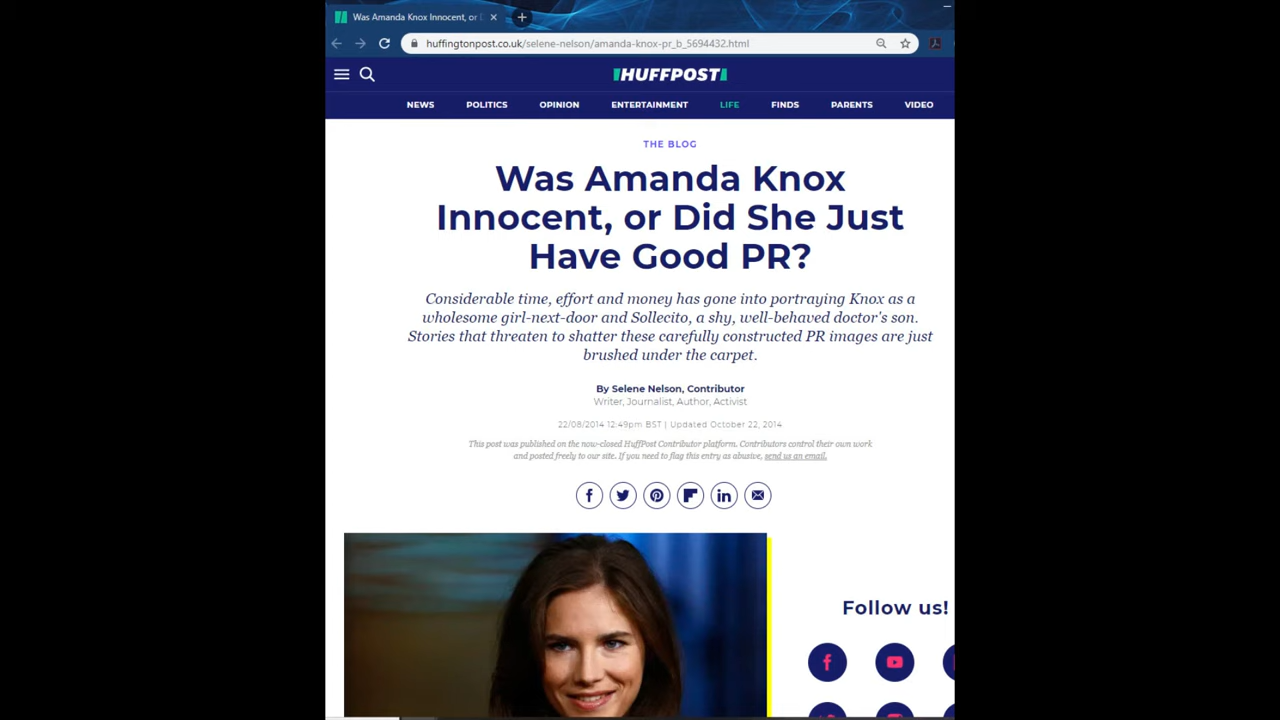 Was Amanda Knox Innocent, or D
huffingtonpost.co.uk/selene-nelson/amanda-knox-pr_b_5694432.html
HUFFPOST
NEWS POLITICS OPINION ENTERTAINMENT LIFE FINDS PARENTS VIDEO
THE BLOG
Was Amanda Knox
Innocent, or Did She Just
Have Good PR?
Considerable time, effort and money has gone into portraying Knox as a
wholesome girl-next-door and Sollecito, a shy, well-behaved doctor's son.
Stories that threaten to shatter these carefully constructed PR images are just
brushed under the carpet.
By Selene Nelson, Contributor
Writer, Journalist, Author, Activist
22/08/2014 12:49pm BST | Updated October 22, 2014
This post was published on the now-closed HuffPost Contributor platform. Contributors control their own work
and posted freely to our site. If you need to flag this entry as abusive, send us an email.
Follow us!